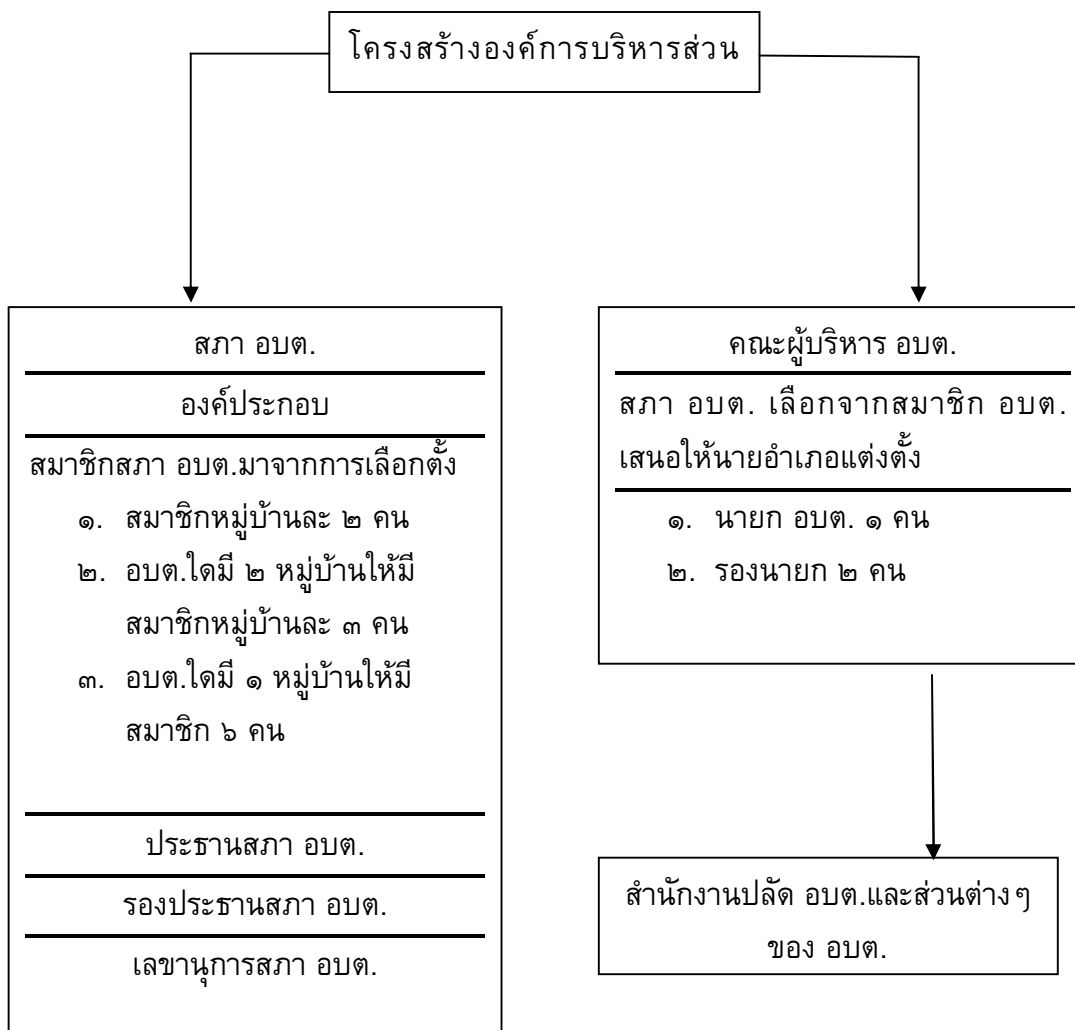 โครงสร้างองค์การบริหารส่วน
สภา อบต.
องค์ประกอบ
สมาชิกสภา อบต.มาจากการเลือกตั้ง
๑. สมาชิกหมู่บ้านละ ๒ คน
๒. อบต.ใดมี ๒ หมู่บ้านให้มี
สมาชิกหมู่บ้านละ ๓ คน
๓. อบต.ใดมี ๑ หมู่บ้านให้มี
สมาชิก ๖ คน
ประธานสภา อบต.
รองประธานสภา อบต.
เลขานุการสภา อบต.
คณะผู้บริหาร อบต.
สภา อบต. เลือกจากสมาชิก อบต.
เสนอให้นายอำเภอแต่งตั้ง
๑. นายก อบต. ๑ คน
๒. รองนายก ๒ คน
สำนักงานปลัด อบต.และส่วนต่างๆ
ของ อบต.